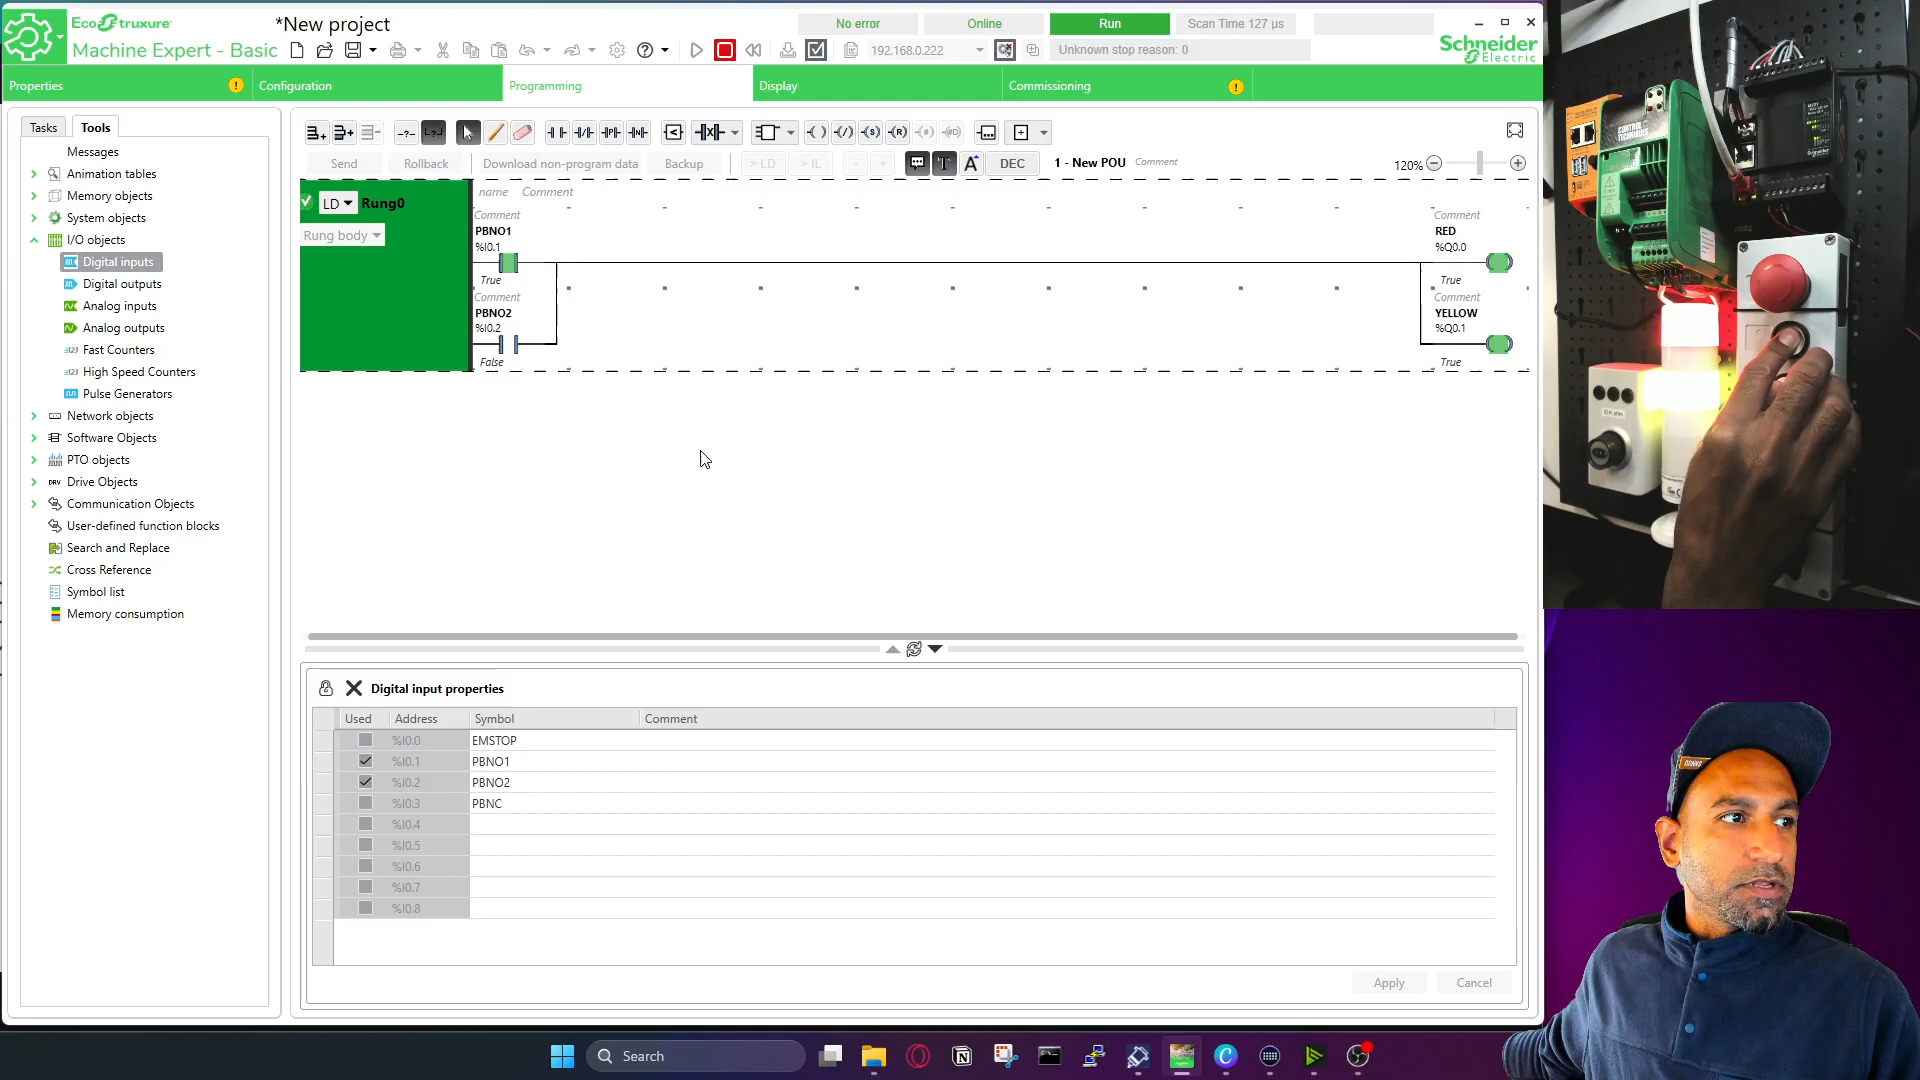 EcoStruxure
Machine Expert - Basic
*New project
No error
Online
Run
Scan Time 127 µs
192.168.0.222
Unknown stop reason: 0
Schneider
Electric
Properties
Configuration
Programming
Display
Commissioning
Tasks
Tools
Messages
Animation tables
Memory objects
System objects
I/O objects
Digital inputs
Digital outputs
Analog inputs
Analog outputs
Fast Counters
High Speed Counters
Pulse Generators
Network objects
Software Objects
PTO objects
DRV Drive Objects
Communication Objects
User-defined function blocks
Search and Replace
Cross Reference
Symbol list
Memory consumption
Send
Rollback
Download non-program data
Backup
> LD
> IL
DEC
1 - New POU
Comment
120%
LD
Rung0
Rung body
name
Comment
Comment
PBNO1
%I0.1
True
Comment
PBNO2
%I0.2
False
Comment
RED
%Q0.0
True
Comment
YELLOW
%Q0.1
True
Digital input properties
Used
Address
Symbol
Comment
%I0.0
EMSTOP
%I0.1
PBNO1
%I0.2
PBNO2
%I0.3
PBNC
%I0.4
%I0.5
%I0.6
%I0.7
%I0.8
Apply
Cancel
Search
CONTROL
TECHNIQUES
10 K ohm